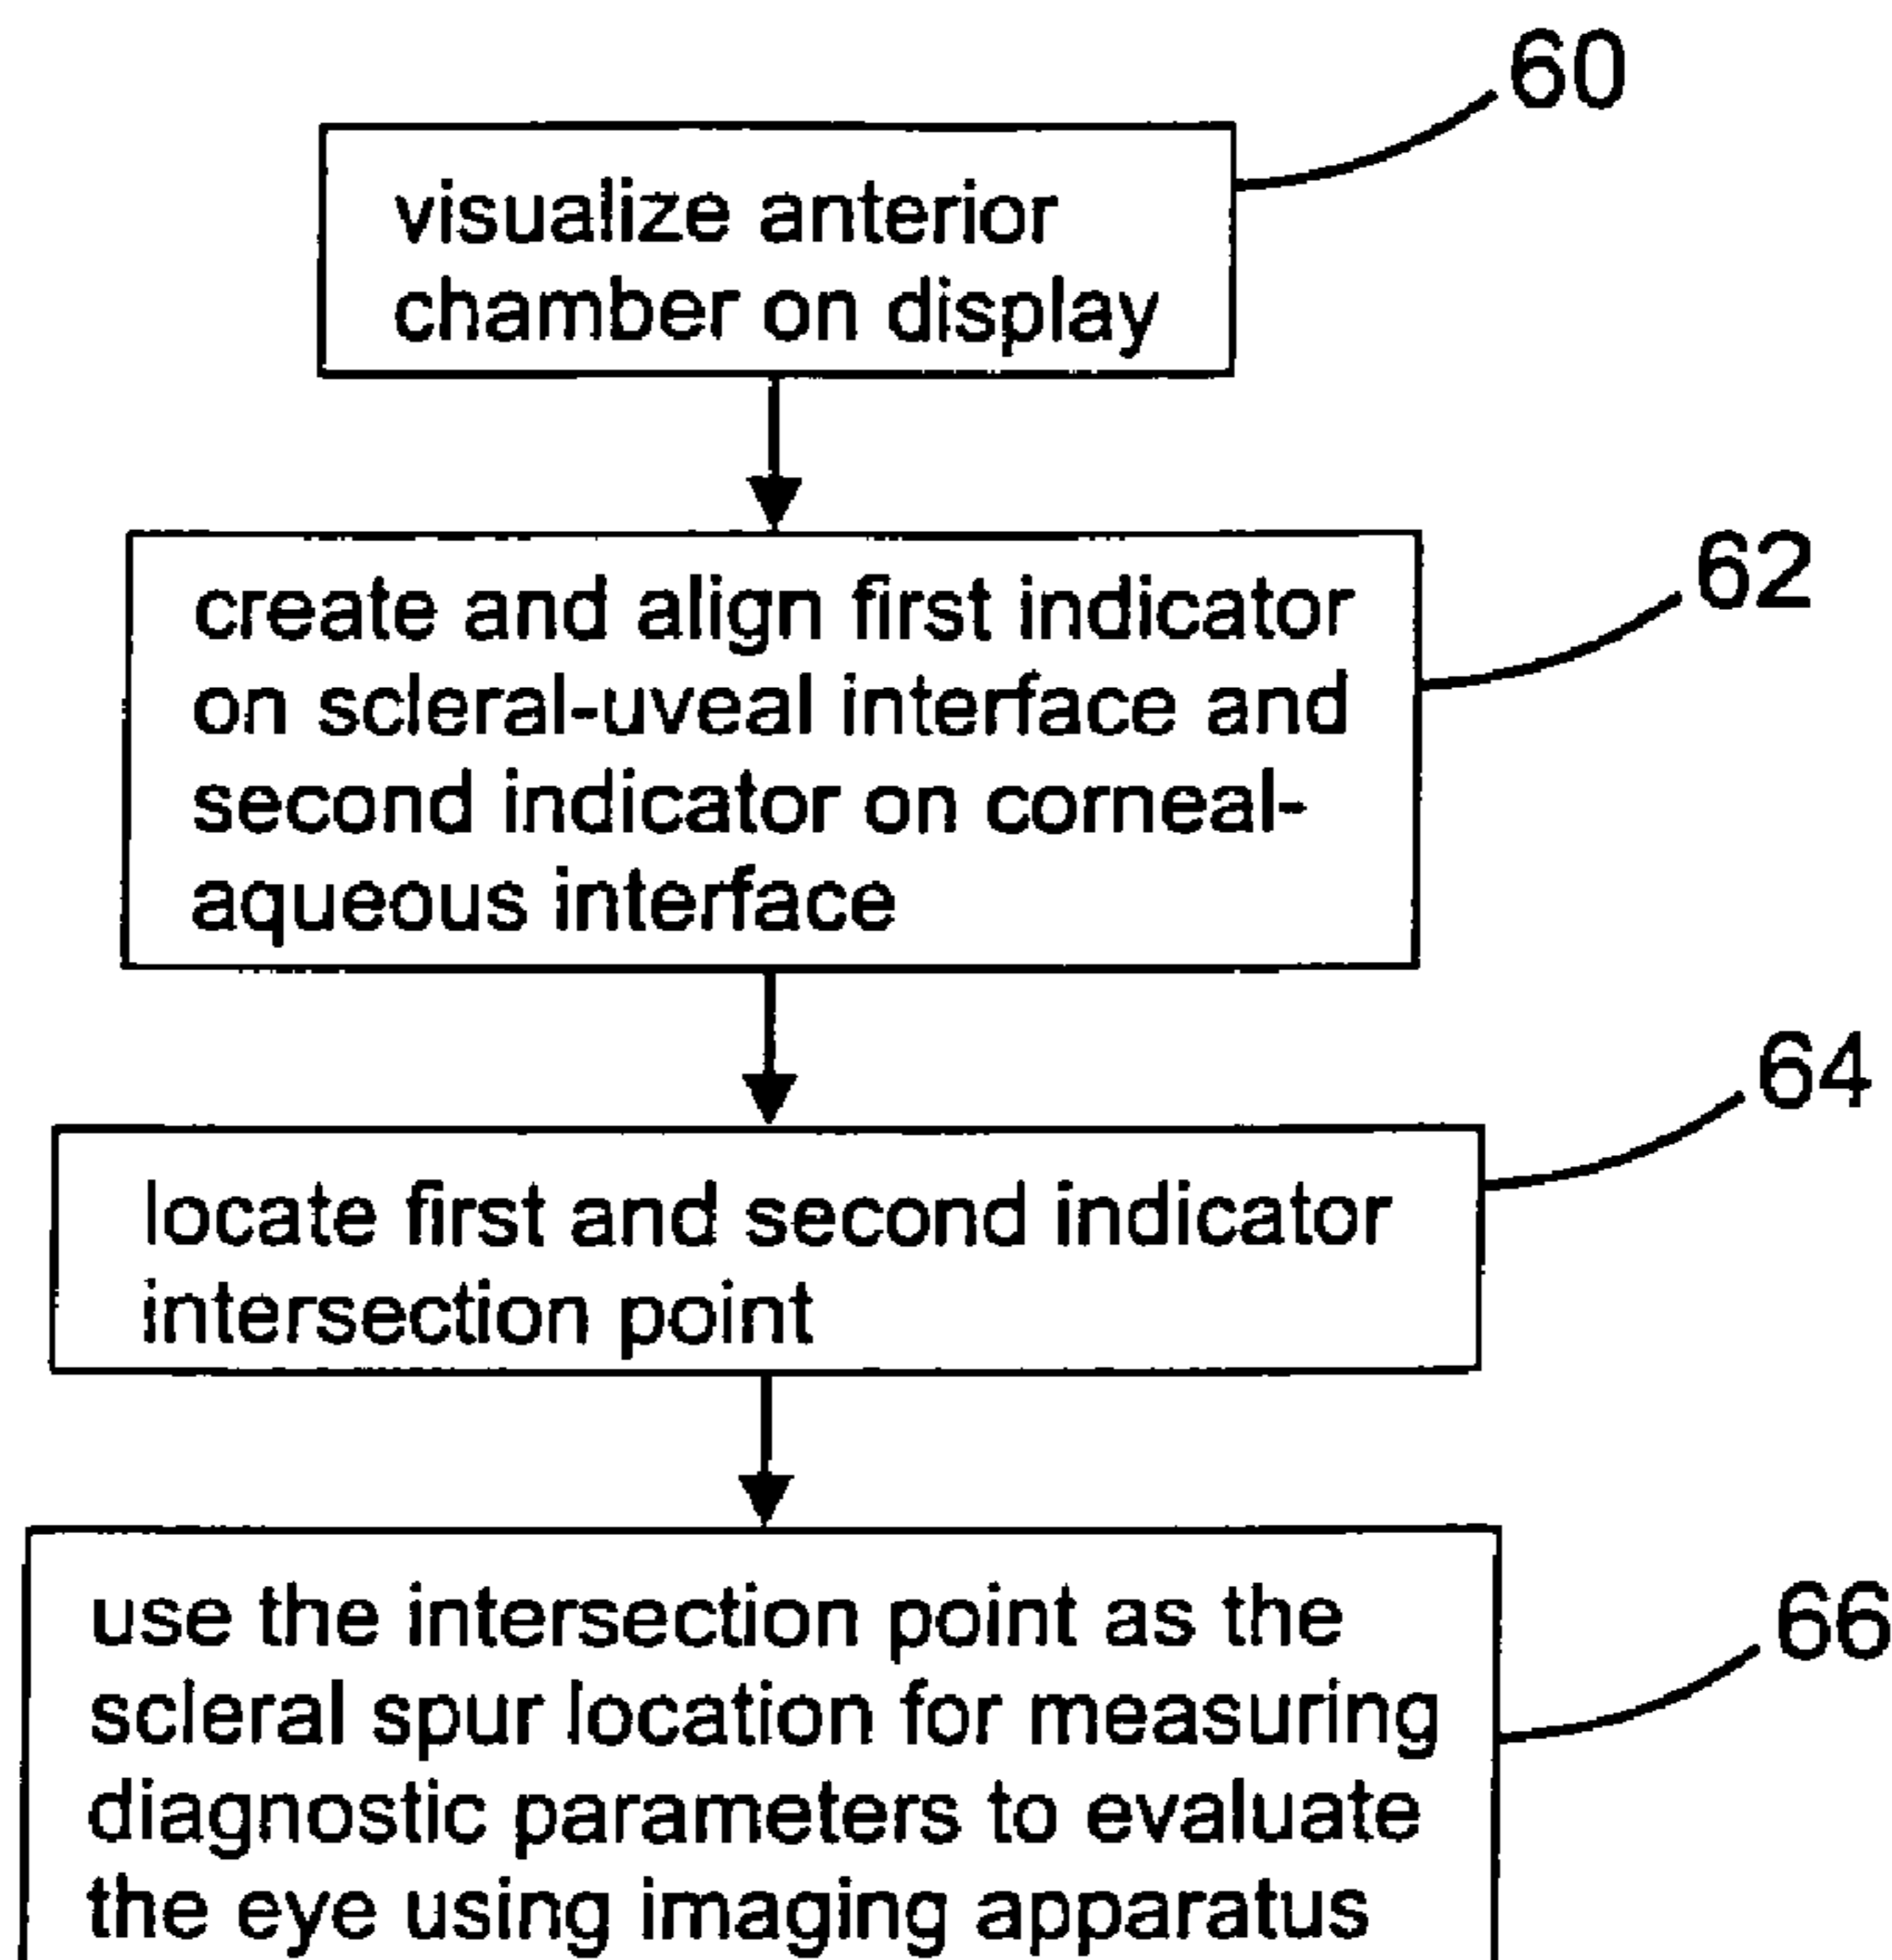 60
visualize anterior
chamber on display
62
create and align first indicator
on scleral-uveal interface and
second indicator on corneal-
aqueous interface
64
locate first and second indicator
intersection point
66
use the intersection point as the
scleral spur location for measuring
diagnostic parameters to evaluate
the eye using imaging apparatus